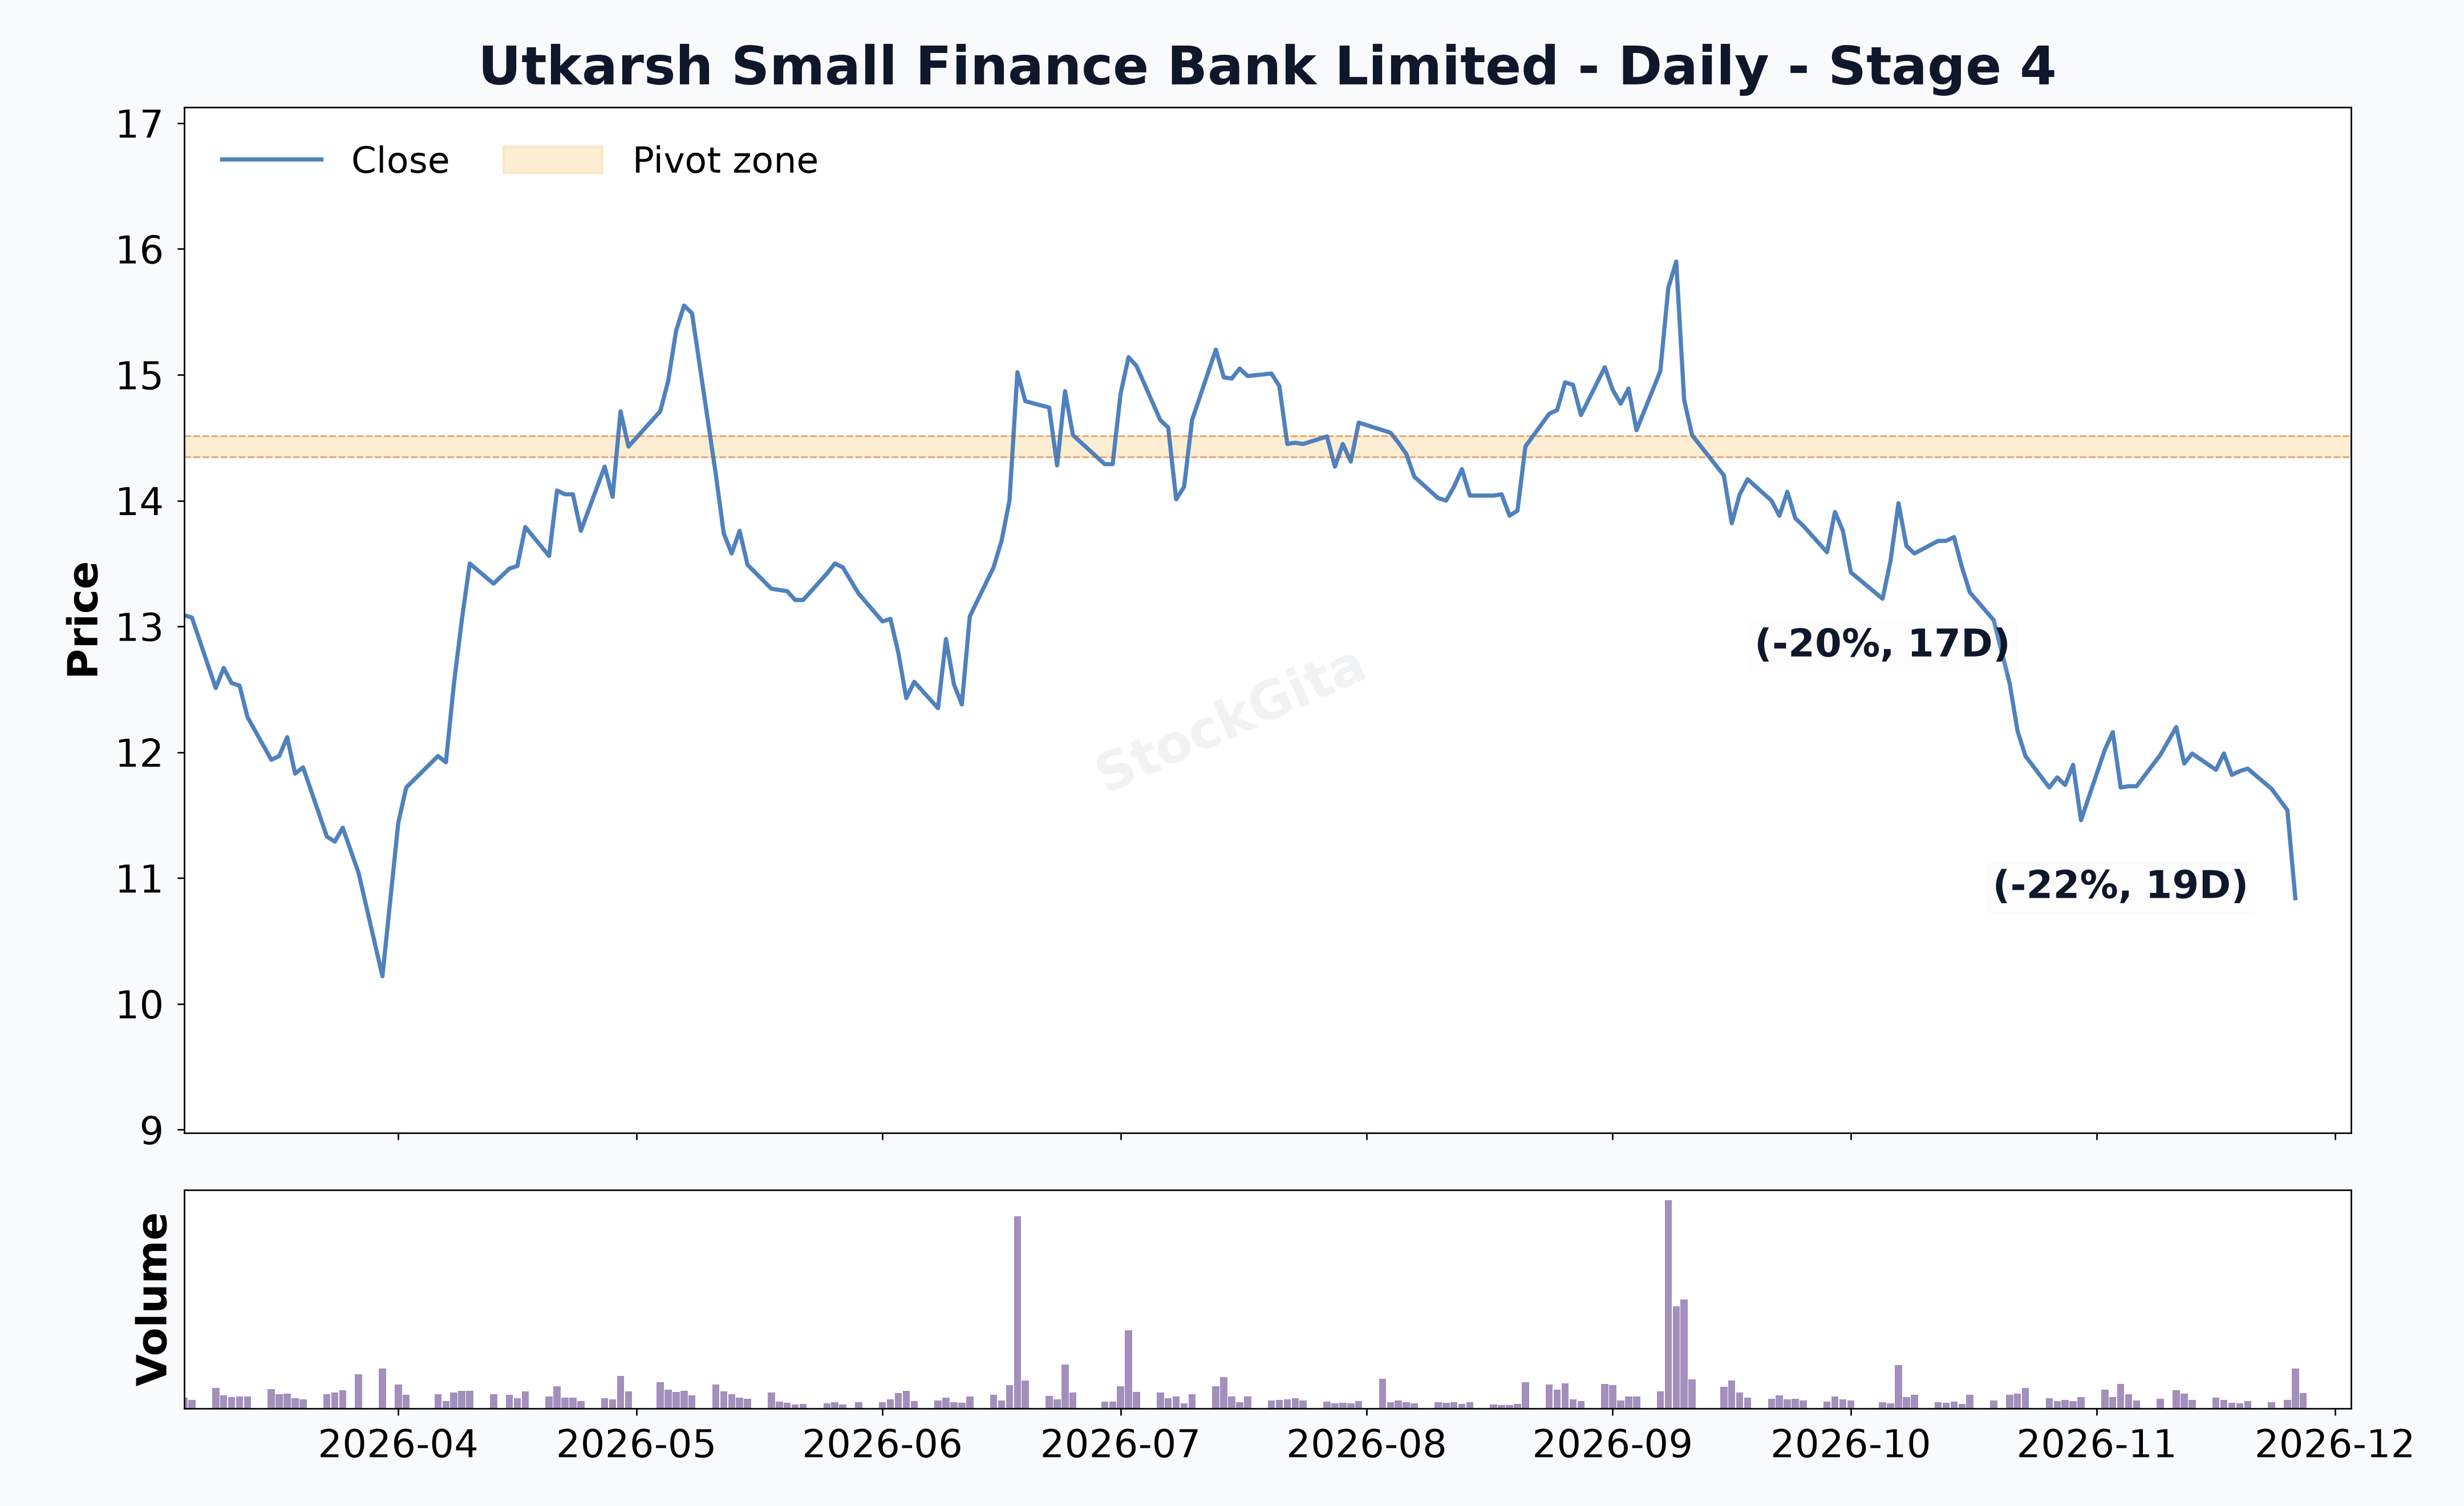 Utkarsh Small Finance Bank Limited - Daily - Stage 4
Close
Pivot zone
17
16
15
14
13
12
11
10
9
Price
(-20%, 17D)
(-22%, 19D)
StockGita
Volume
2026-04
2026-05
2026-06
2026-07
2026-08
2026-09
2026-10
2026-11
2026-12